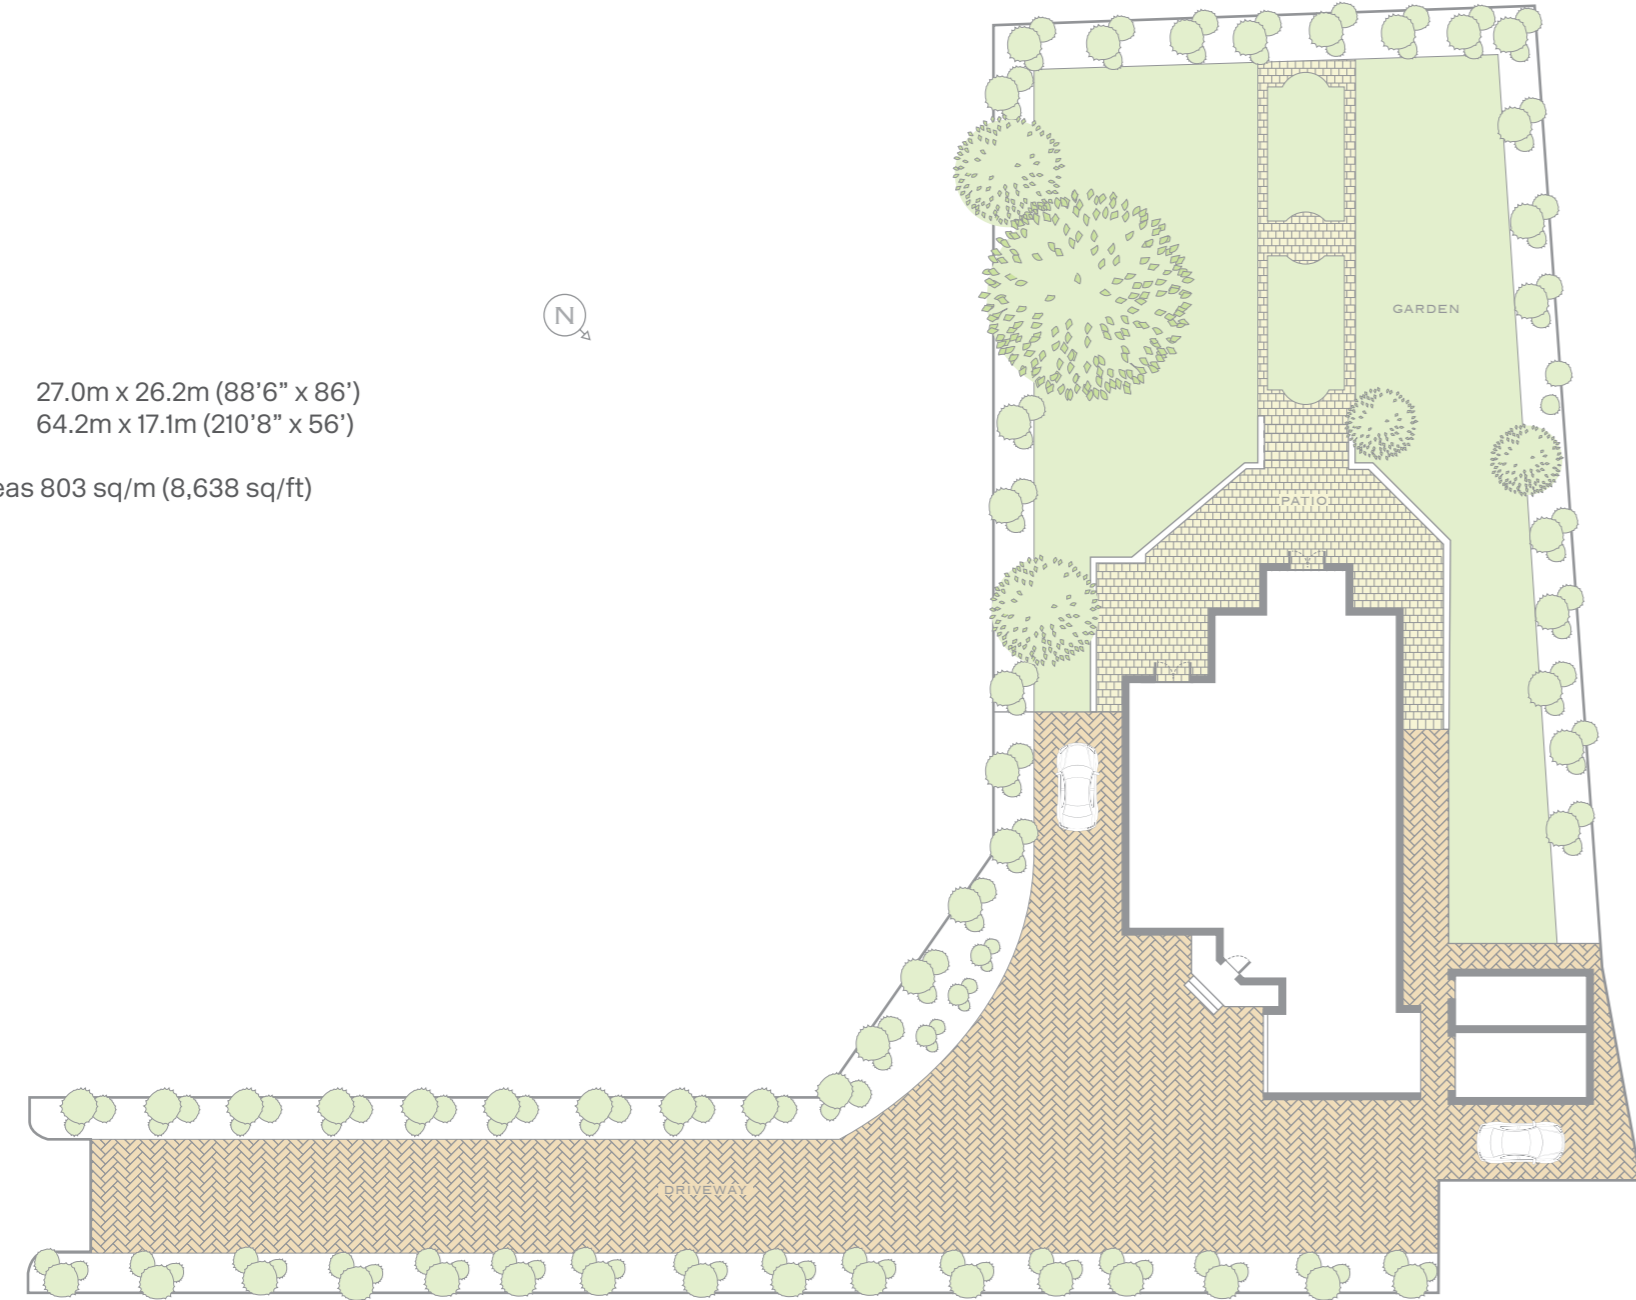 N
27.0m x 26.2m (88’6” x 86’)
64.2m x 17.1m (210’8” x 56’)
eas 803 sq/m (8,638 sq/ft)
GARDEN
PATIO
DRIVEWAY